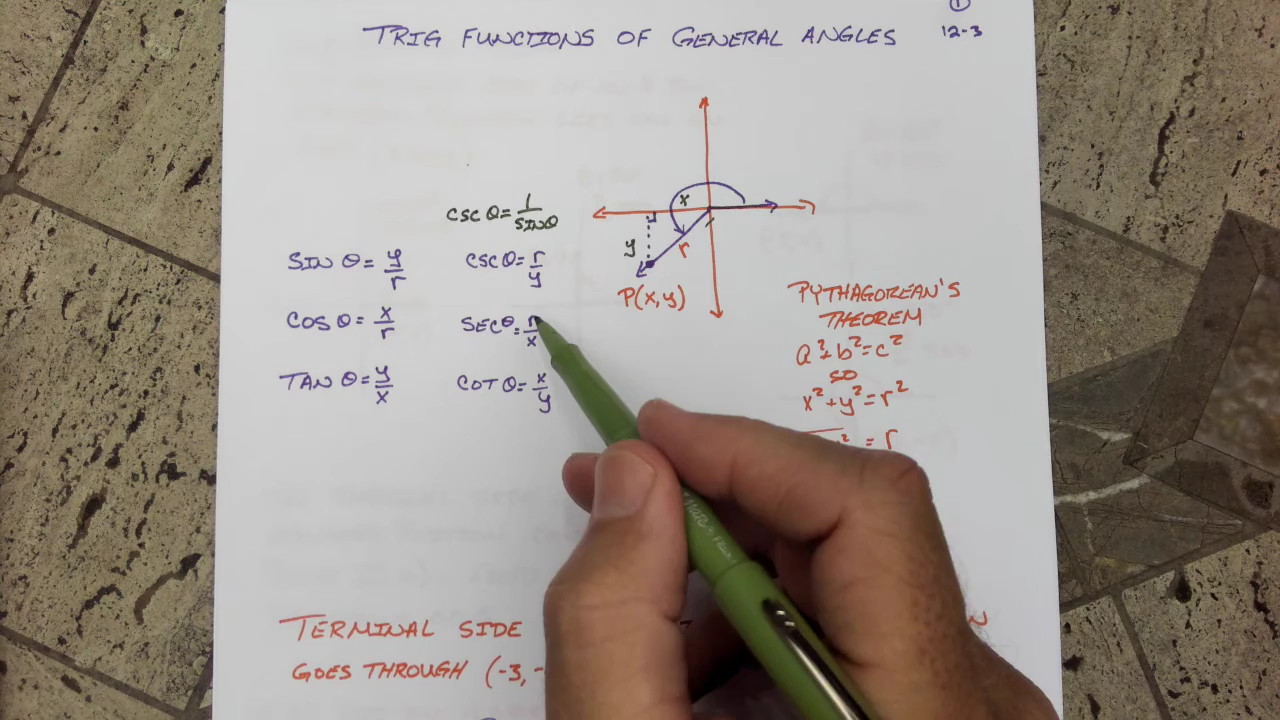 ①
TRIG FUNCTIONS OF GENERAL ANGLES 12-3
CSC θ = 1/SIN θ
SIN θ = y/r CSC θ = r/y
COS θ = x/r SEC θ = r/x
TAN θ = y/x COT θ = x/y
x
y
r
P(x, y)
PYTHAGOREAN'S
THEOREM
a² + b² = c²
so
x² + y² = r²
= r
TERMINAL SIDE
GOES THROUGH (-3, -